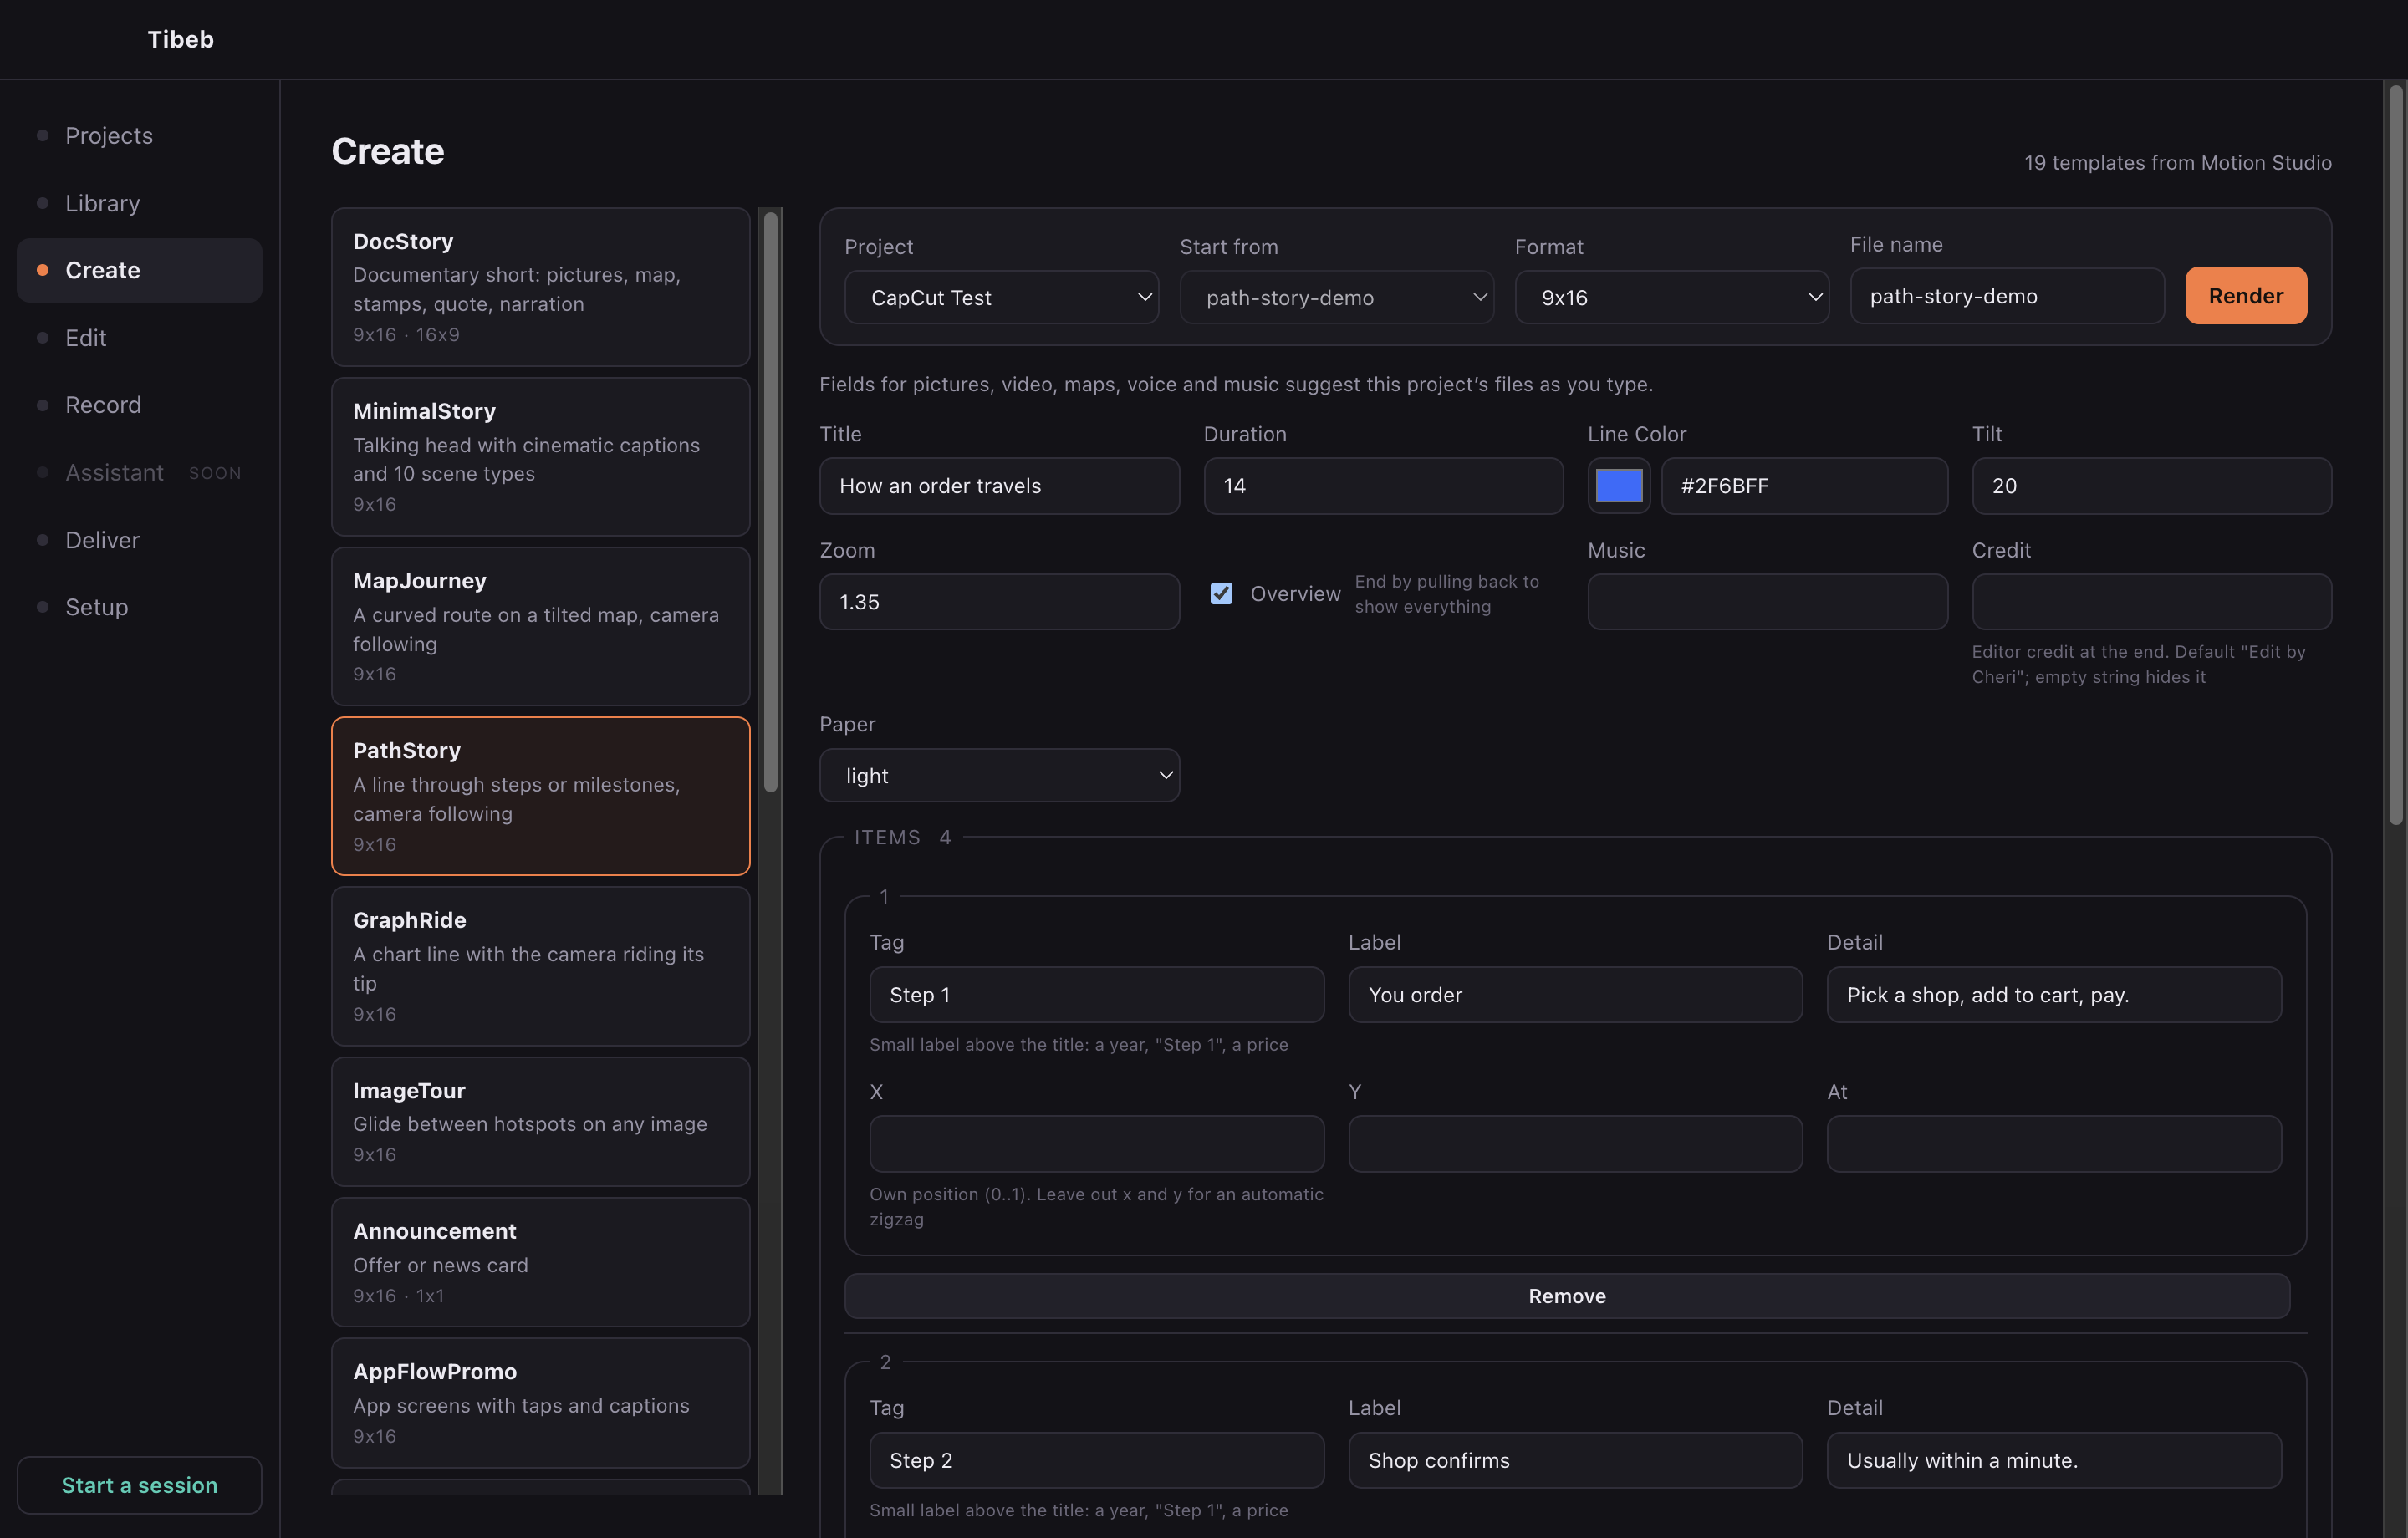 Tibeb
Projects
Library
Create
Edit
Record
Assistant SOON
Deliver
Setup
Start a session
Create
19 templates from Motion Studio
DocStory
Documentary short: pictures, map,
stamps, quote, narration
9x16 · 16x9
MinimalStory
Talking head with cinematic captions
and 10 scene types
9x16
MapJourney
A curved route on a tilted map, camera
following
9x16
PathStory
A line through steps or milestones,
camera following
9x16
GraphRide
A chart line with the camera riding its
tip
9x16
ImageTour
Glide between hotspots on any image
9x16
Announcement
Offer or news card
9x16 · 1x1
AppFlowPromo
App screens with taps and captions
9x16
Project Start from Format File name
CapCut Test path-story-demo 9x16 path-story-demo Render
Fields for pictures, video, maps, voice and music suggest this project’s files as you type.
Title Duration Line Color Tilt
How an order travels 14 #2F6BFF 20
Zoom Music Credit
1.35 Overview End by pulling back to
show everything
Editor credit at the end. Default "Edit by
Cheri"; empty string hides it
Paper
light
ITEMS 4
1
Tag Label Detail
Step 1 You order Pick a shop, add to cart, pay.
Small label above the title: a year, "Step 1", a price
X Y At
Own position (0..1). Leave out x and y for an automatic
zigzag
Remove
2
Tag Label Detail
Step 2 Shop confirms Usually within a minute.
Small label above the title: a year, "Step 1", a price